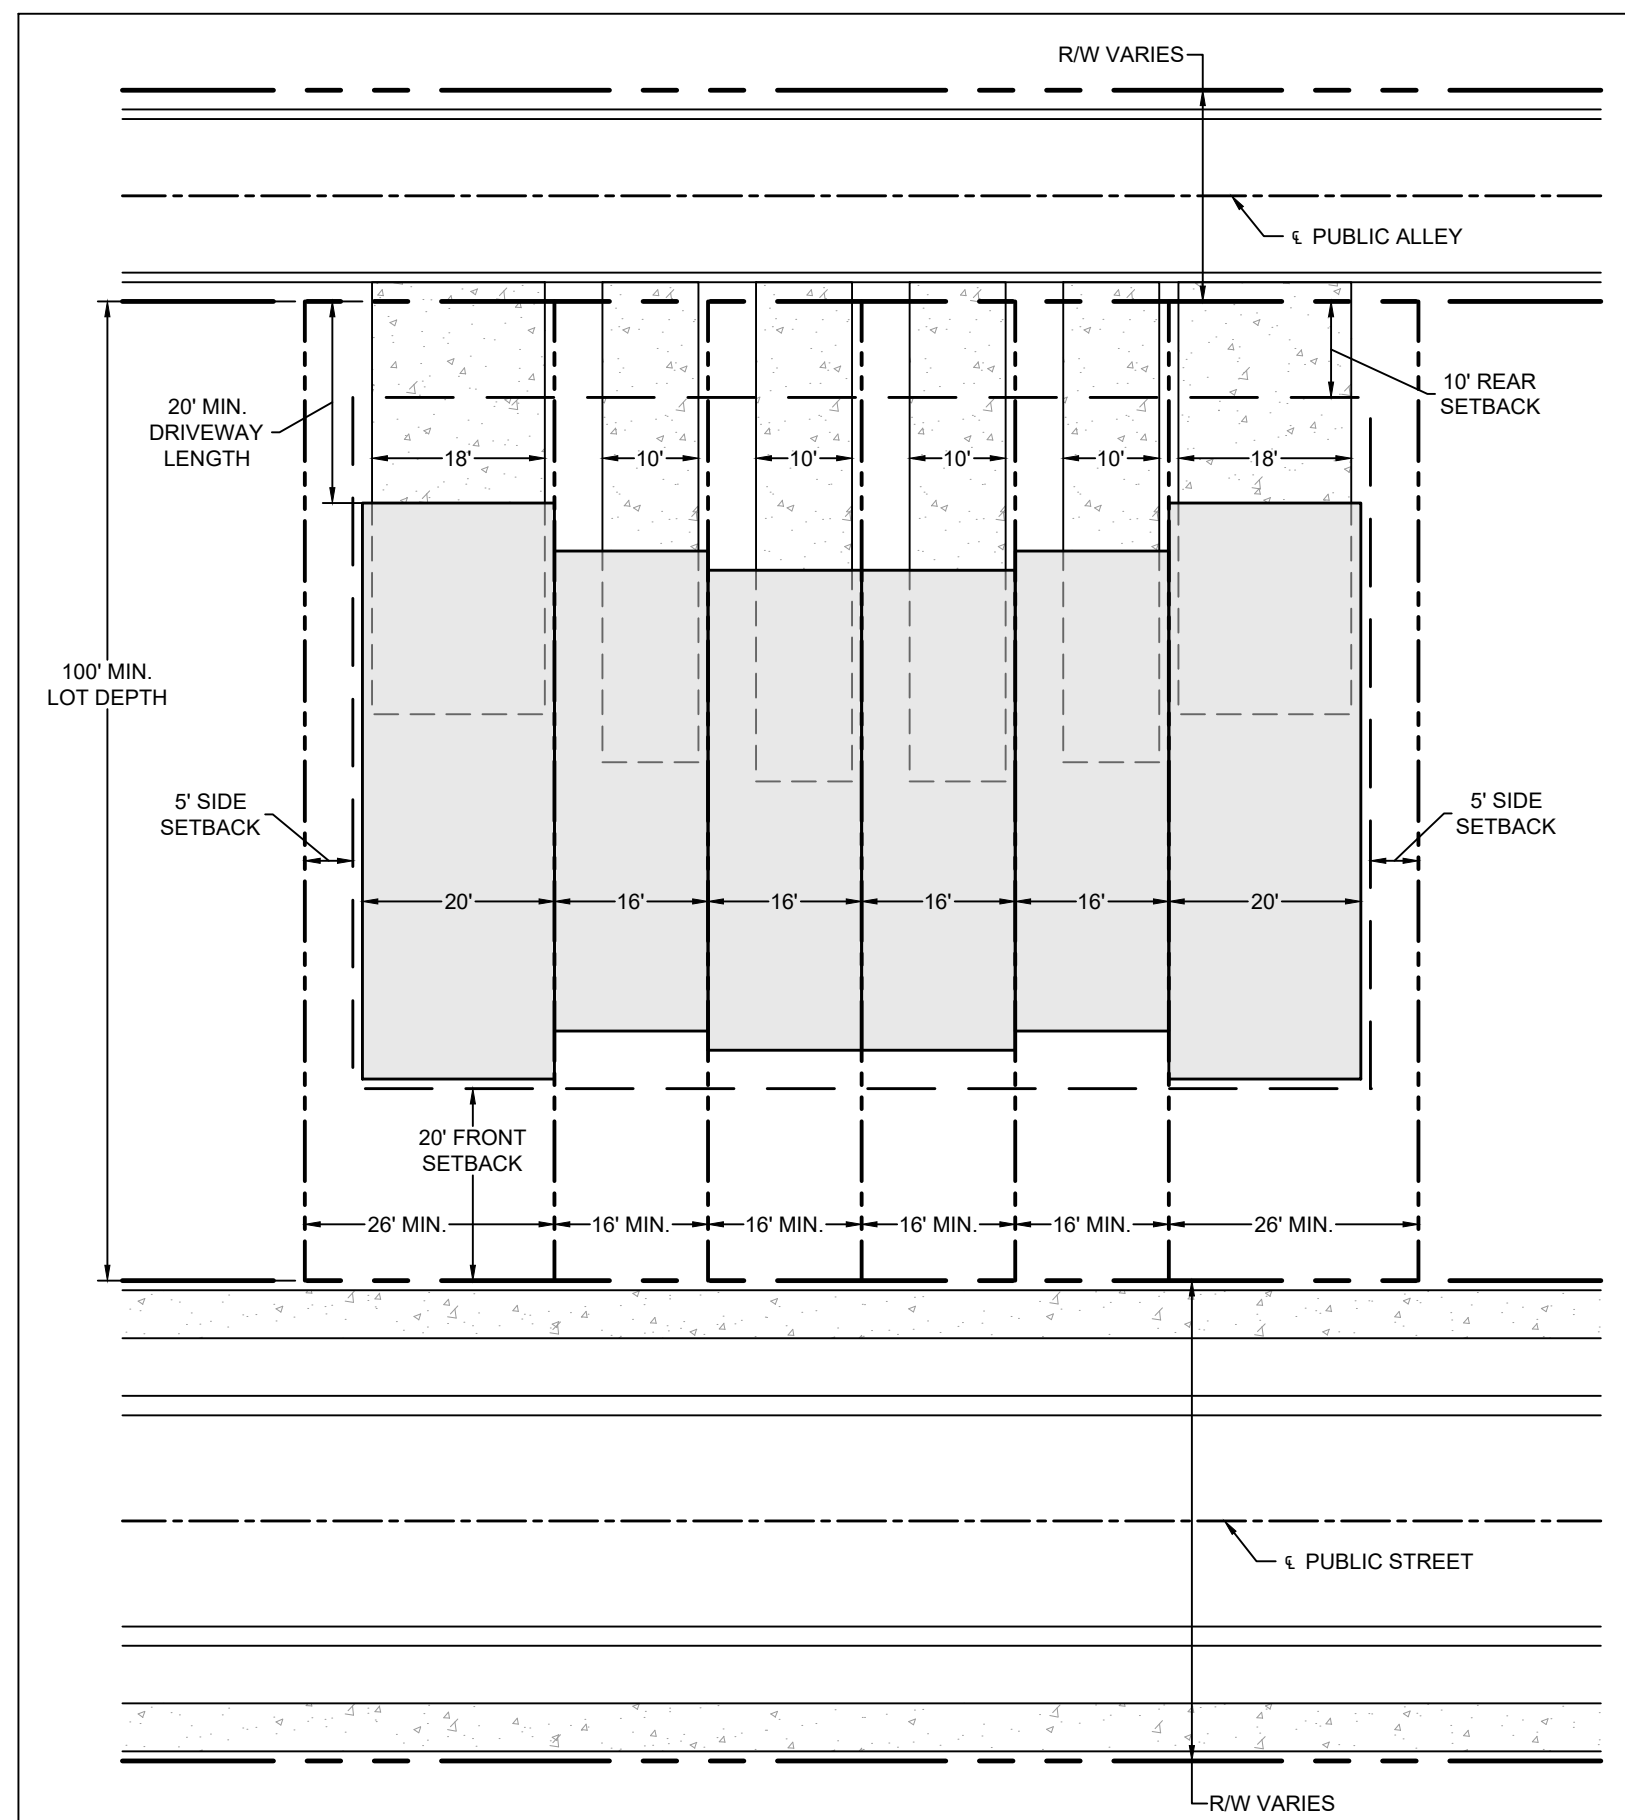 R/W VARIES
℄ PUBLIC ALLEY
10' REAR
SETBACK
20' MIN.
DRIVEWAY
LENGTH
18'
10'
10'
10'
10'
18'
100' MIN.
LOT DEPTH
5' SIDE
SETBACK
5' SIDE
SETBACK
20'
16'
16'
16'
16'
20'
20' FRONT
SETBACK
26' MIN.
16' MIN.
16' MIN.
16' MIN.
16' MIN.
26' MIN.
℄ PUBLIC STREET
R/W VARIES